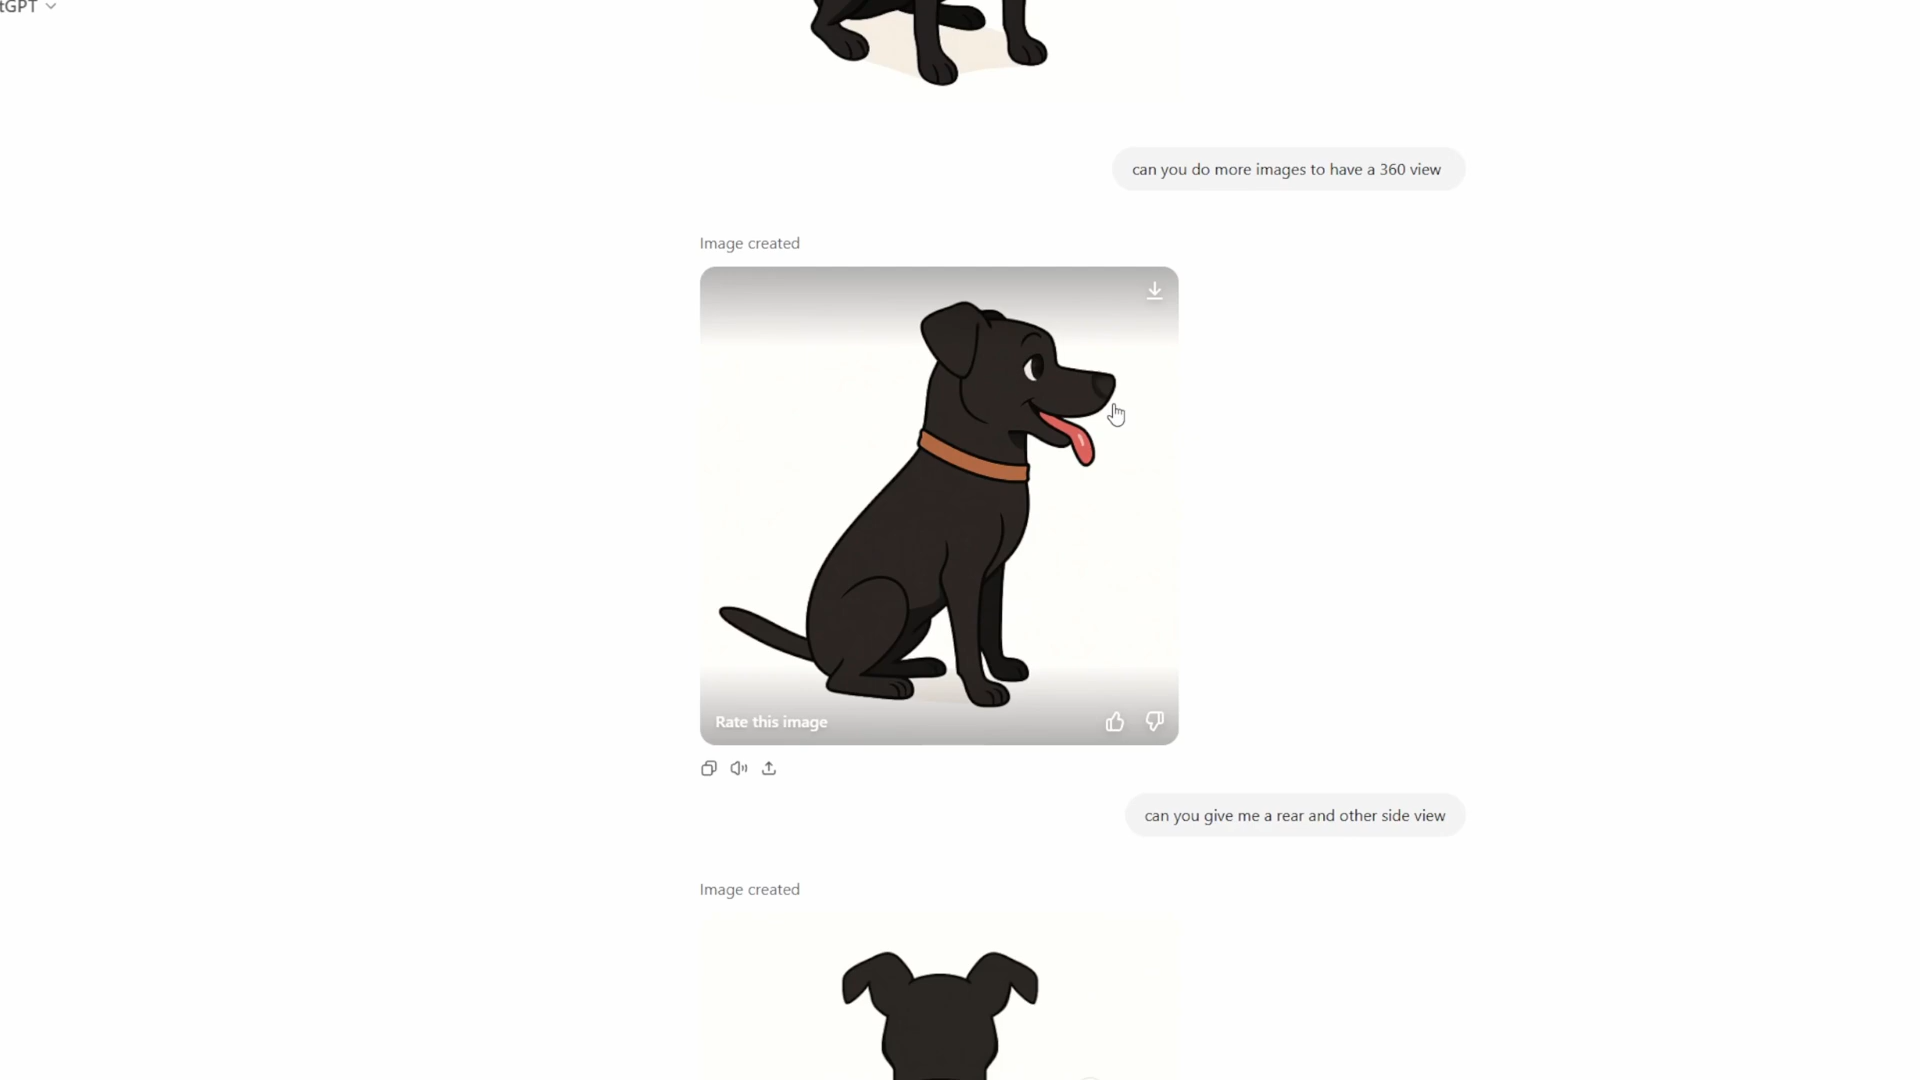 tGPT
can you do more images to have a 360 view
Image created
Rate this image
can you give me a rear and other side view
Image created